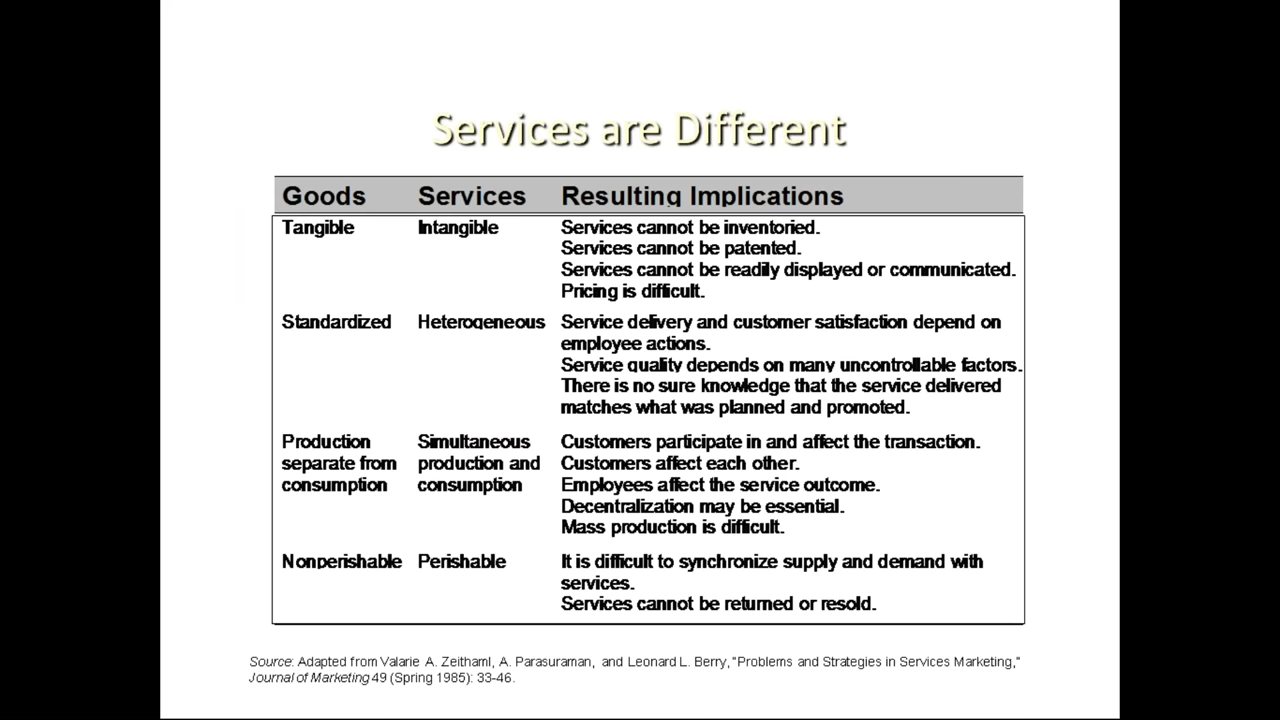 Services are Different
Goods Services Resulting Implications
Tangible Intangible Services cannot be inventoried.
Services cannot be patented.
Services cannot be readily displayed or communicated.
Pricing is difficult.
Standardized Heterogeneous Service delivery and customer satisfaction depend on
employee actions.
Service quality depends on many uncontrollable factors.
There is no sure knowledge that the service delivered
matches what was planned and promoted.
Production Simultaneous Customers participate in and affect the transaction.
separate from production and Customers affect each other.
consumption consumption Employees affect the service outcome.
Decentralization may be essential.
Mass production is difficult.
Nonperishable Perishable It is difficult to synchronize supply and demand with
services.
Services cannot be returned or resold.
Source: Adapted from Valarie A. Zeithaml, A. Parasuraman, and Leonard L. Berry, "Problems and Strategies in Services Marketing,"
Journal of Marketing 49 (Spring 1985): 33-46.